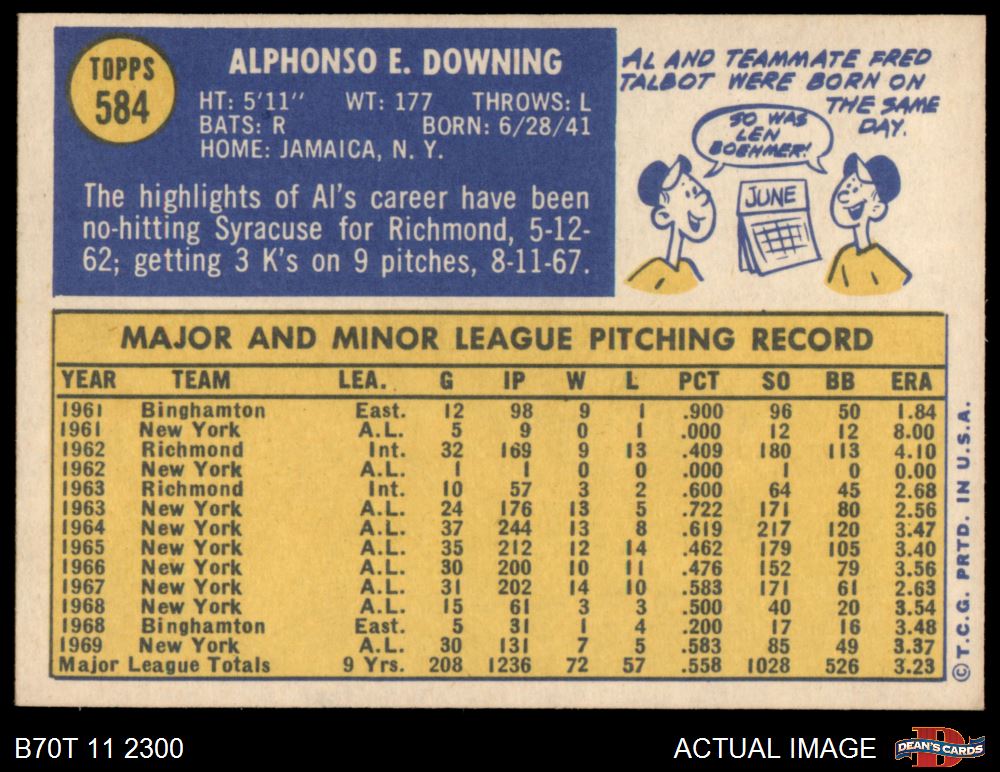 TOPPS
584
ALPHONSO E. DOWNING
HT: 5'11" WT: 177 THROWS: L
BATS: R BORN: 6/28/41
HOME: JAMAICA, N. Y.
The highlights of Al's career have been
no-hitting Syracuse for Richmond, 5-12-
62; getting 3 K's on 9 pitches, 8-11-67.
AL AND TEAMMATE FRED
TALBOT WERE BORN ON
THE SAME
DAY.
SO WAS
LEN
BOEHMER!
JUNE
MAJOR AND MINOR LEAGUE PITCHING RECORD
YEAR TEAM LEA. G IP W L PCT SO BB ERA
1961 Binghamton East. 12 98 9 1 .900 96 50 1.84
1961 New York A.L. 5 9 0 1 .000 12 12 8.00
1962 Richmond Int. 32 169 9 13 .409 180 113 4.10
1962 New York A.L. 1 1 0 0 .000 1 0 0.00
1963 Richmond Int. 10 57 3 2 .600 64 45 2.68
1963 New York A.L. 24 176 13 5 .722 171 80 2.56
1964 New York A.L. 37 244 13 8 .619 217 120 3.47
1965 New York A.L. 35 212 12 14 .462 179 105 3.40
1966 New York A.L. 30 200 10 11 .476 152 79 3.56
1967 New York A.L. 31 202 14 10 .583 171 61 2.63
1968 New York A.L. 15 61 3 3 .500 40 20 3.54
1968 Binghamton East. 5 31 1 4 .200 17 16 3.48
1969 New York A.L. 30 131 7 5 .583 85 49 3.37
Major League Totals 9 Yrs. 208 1236 72 57 .558 1028 526 3.23
© T.C.G. PRTD. IN U.S.A.
B70T 11 2300
ACTUAL IMAGE
D
DEAN'S CARDS